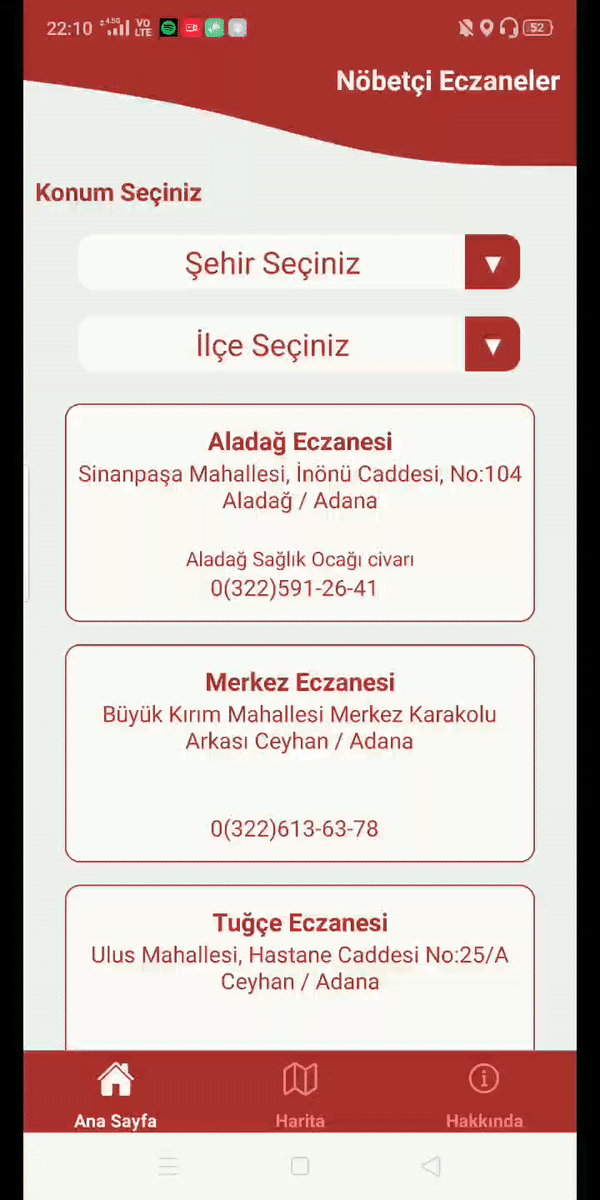 22:10 4.5G VO LTE 52
Nöbetçi Eczaneler
Konum Seçiniz
Şehir Seçiniz
İlçe Seçiniz
Aladağ Eczanesi
Sinanpaşa Mahallesi, İnönü Caddesi, No:104
Aladağ / Adana
Aladağ Sağlık Ocağı civarı
0(322)591-26-41
Merkez Eczanesi
Büyük Kırım Mahallesi Merkez Karakolu
Arkası Ceyhan / Adana
0(322)613-63-78
Tuğçe Eczanesi
Ulus Mahallesi, Hastane Caddesi No:25/A
Ceyhan / Adana
Ana Sayfa Harita Hakkında